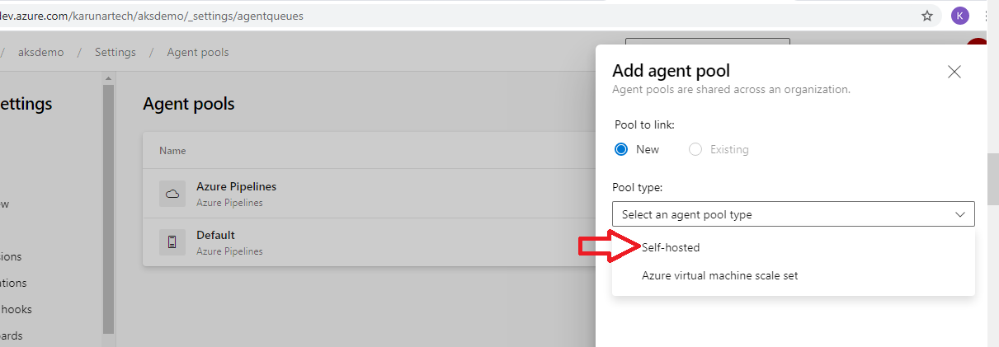 dev.azure.com/karunartech/aksdemo/_settings/agentqueues
K
/ aksdemo / Settings / Agent pools
ettings
Agent pools
Name
Azure Pipelines
Azure Pipelines
Default
Azure Pipelines
w
sions
ations
hooks
ards
Add agent pool
Agent pools are shared across an organization.
Pool to link:
New Existing
Pool type:
Select an agent pool type
Self-hosted
Azure virtual machine scale set